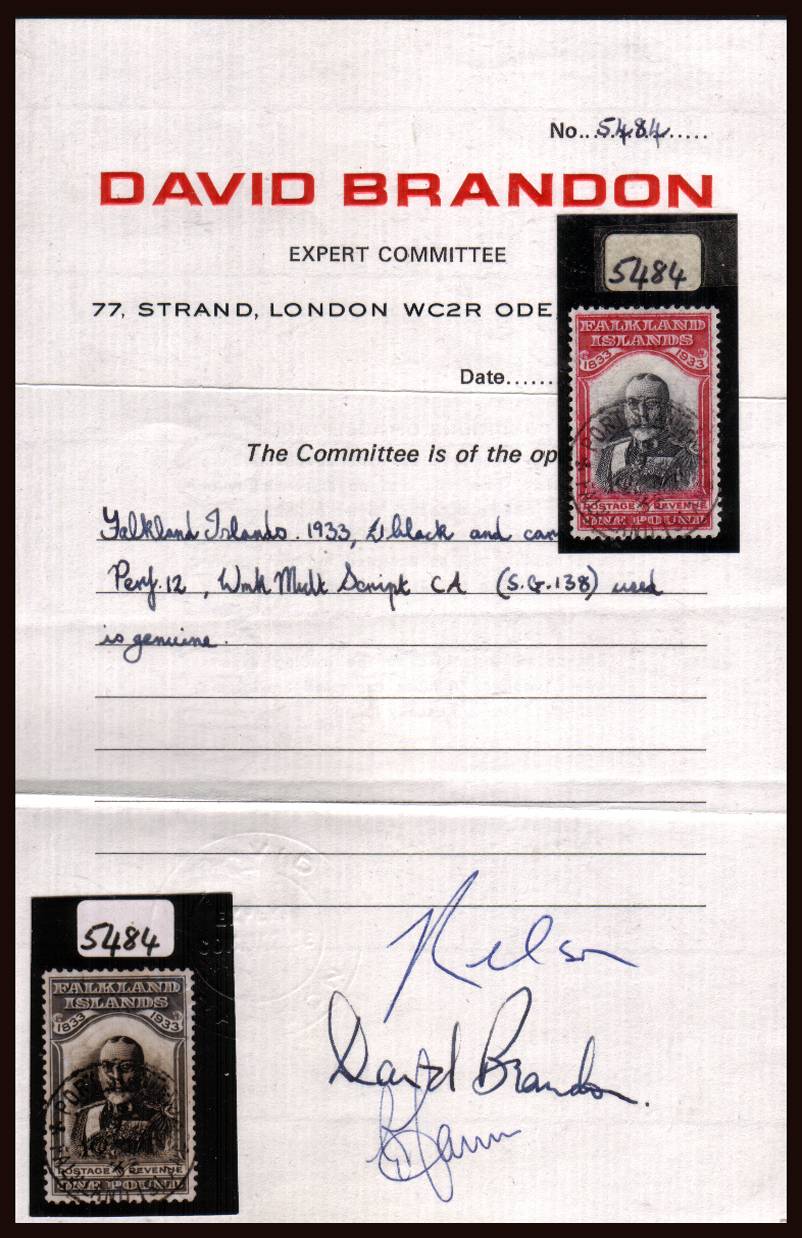 No. 5484
DAVID BRANDON
EXPERT COMMITTEE
77, STRAND, LONDON WC2R ODE,
5484
FALKLAND
ISLANDS
1833 1933
POSTAGE & REVENUE
ONE POUND
Date.......
The Committee is of the op
Falkland Islands. 1933, £1 black and car
Perf. 12, Wmk Mult Script CA (S.G. 138) used
is genuine.
5484
FALKLAND
ISLANDS
1833 1933
POSTAGE & REVENUE
ONE POUND
Nelson
David Brandon.